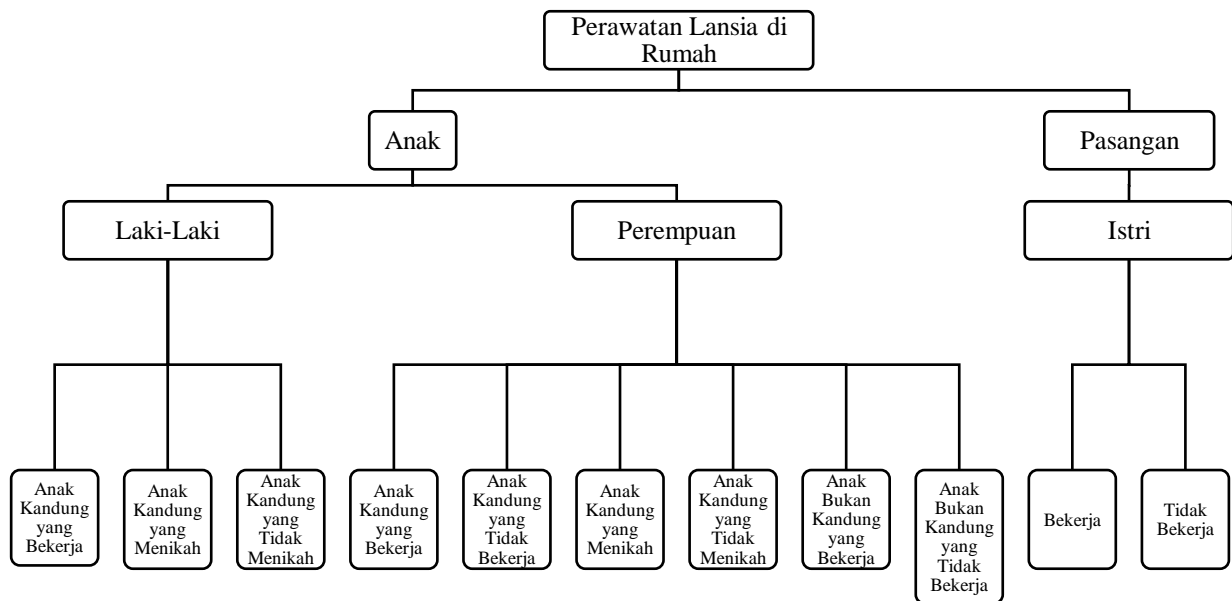 Perawatan Lansia di
Rumah
Anak
Pasangan
Laki-Laki
Perempuan
Istri
Anak
Kandung
yang
Bekerja
Anak
Kandung
yang
Menikah
Anak
Kandung
yang
Tidak
Menikah
Anak
Kandung
yang
Bekerja
Anak
Kandung
yang
Tidak
Bekerja
Anak
Kandung
yang
Menikah
Anak
Kandung
yang
Tidak
Menikah
Anak
Bukan
Kandung
yang
Bekerja
Anak
Bukan
Kandung
yang
Tidak
Bekerja
Bekerja
Tidak
Bekerja